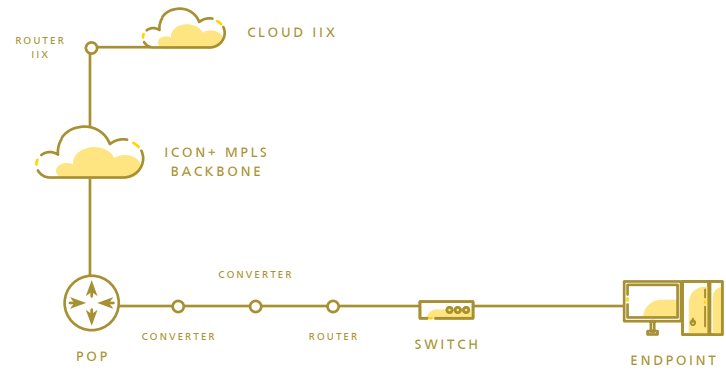 CLOUD IIX
ROUTER
IIX
ICON+ MPLS
BACKBONE
CONVERTER
CONVERTER
ROUTER
SWITCH
POP
ENDPOINT